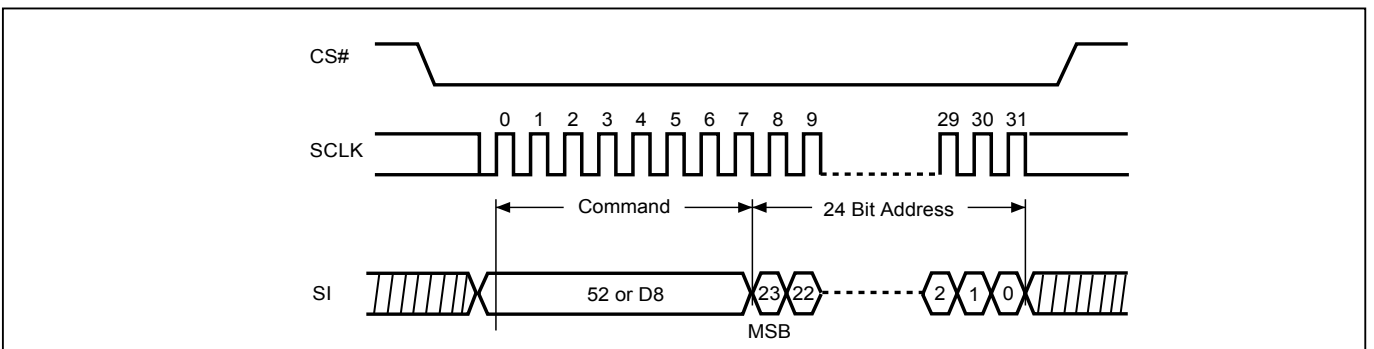 CS#
0 1 2 3 4 5 6 7 8 9 29 30 31
SCLK
Command 24 Bit Address
SI 52 or D8 23 22 2 1 0
MSB